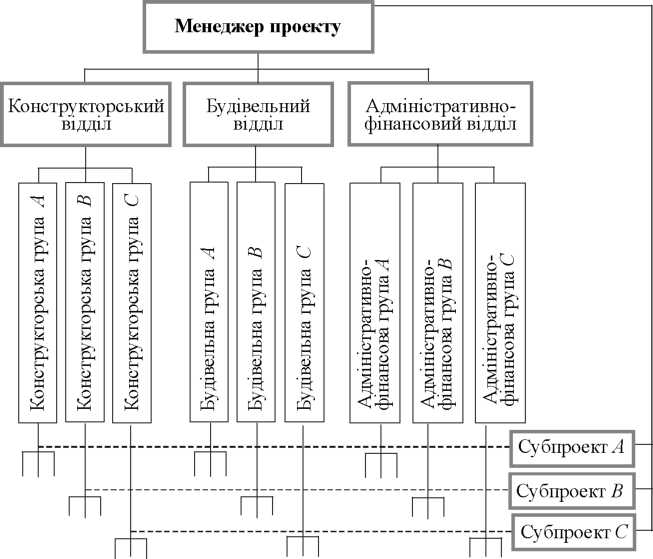 Менеджер проекту
Конструкторський
відділ
Будівельний
відділ
Адміністративно-
фінансовий відділ
Конструкторська група A
Конструкторська група B
Конструкторська група C
Будівельна група A
Будівельна група B
Будівельна група C
Адміністративно-
фінансова група A
Адміністративно-
фінансова група B
Адміністративно-
фінансова група C
Субпроект A
Субпроект B
Субпроект C